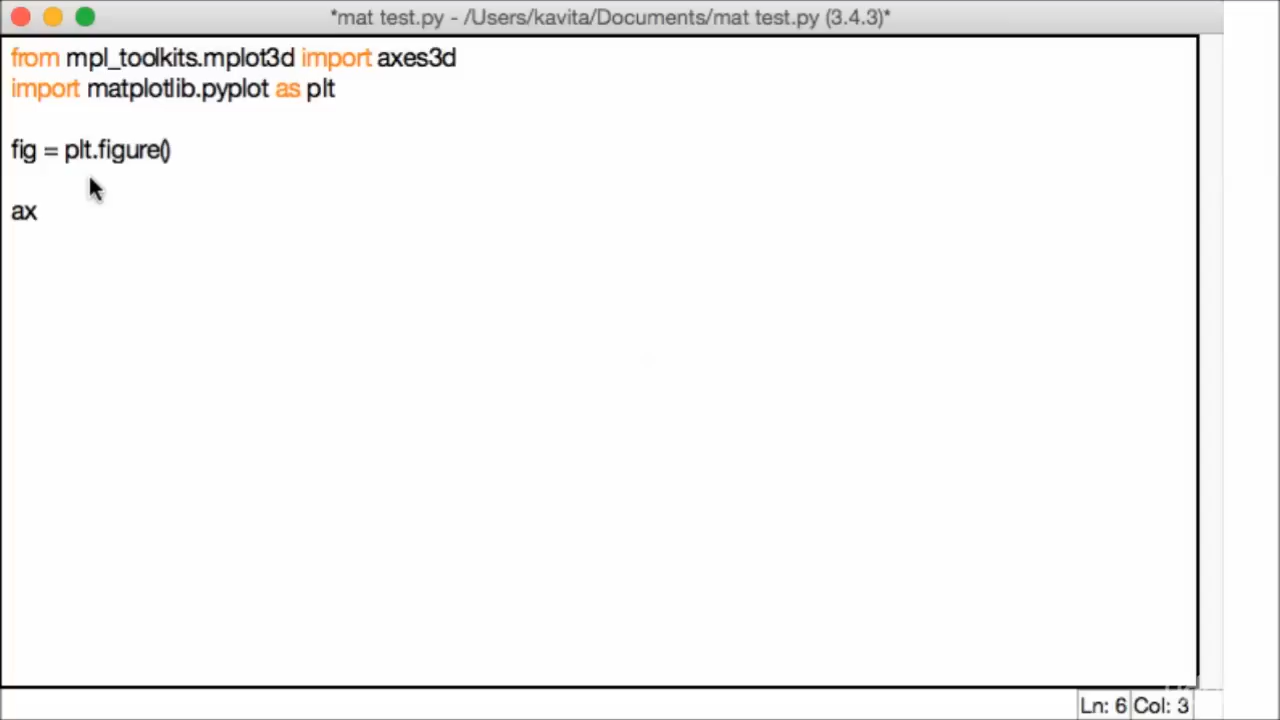 *mat test.py - /Users/kavita/Documents/mat test.py (3.4.3)*
from mpl_toolkits.mplot3d import axes3d
import matplotlib.pyplot as plt
fig = plt.figure()
ax
Ln: 6 Col: 3